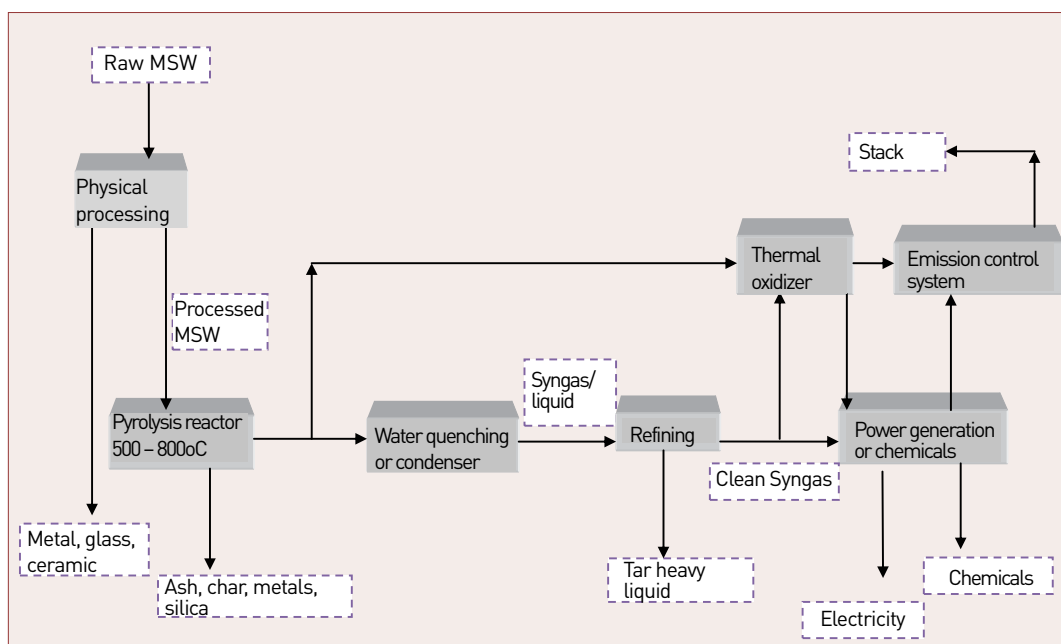 Raw MSW
Stack
Physical
processing
Thermal
oxidizer
Emission control
system
Processed
MSW
Syngas/
liquid
Pyrolysis reactor
500 – 800oC
Water quenching
or condenser
Refining
Power generation
or chemicals
Clean Syngas
Metal, glass,
ceramic
Ash, char, metals,
silica
Tar heavy
liquid
Chemicals
Electricity